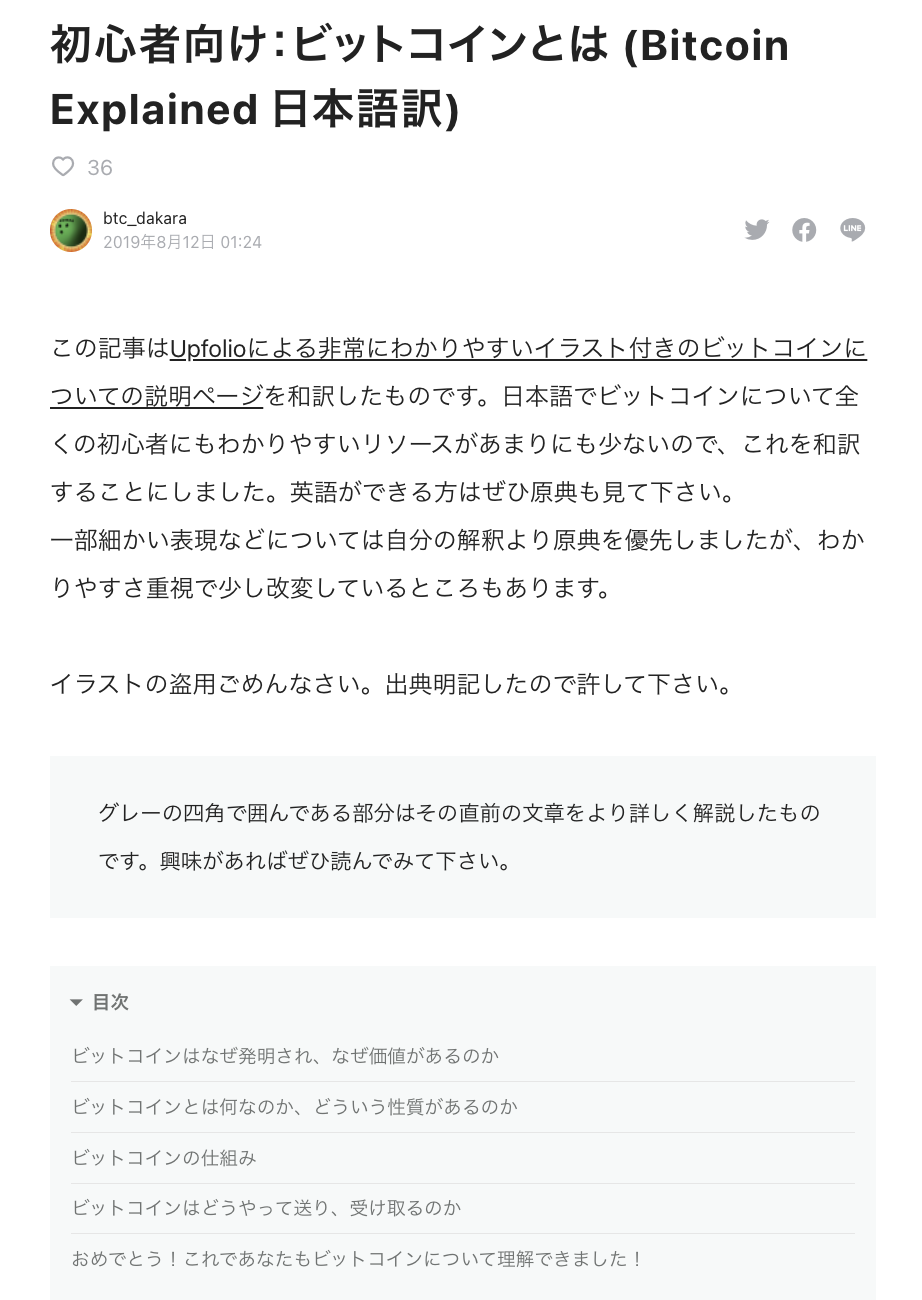 初心者向け：ビットコインとは (Bitcoin
Explained 日本語訳)
36
btc_dakara
2019年8月12日 01:24
LINE
この記事はUpfolioによる非常にわかりやすいイラスト付きのビットコインに
ついての説明ページを和訳したものです。日本語でビットコインについて全
くの初心者にもわかりやすいリソースがあまりにも少ないので、これを和訳
することにしました。英語ができる方はぜひ原典も見て下さい。
一部細かい表現などについては自分の解釈より原典を優先しましたが、わか
りやすさ重視で少し改変しているところもあります。
イラストの盗用ごめんなさい。出典明記したので許して下さい。
グレーの四角で囲んである部分はその直前の文章をより詳しく解説したもの
です。興味があればぜひ読んでみて下さい。
目次
ビットコインはなぜ発明され、なぜ価値があるのか
ビットコインとは何なのか、どういう性質があるのか
ビットコインの仕組み
ビットコインはどうやって送り、受け取るのか
おめでとう！これであなたもビットコインについて理解できました！